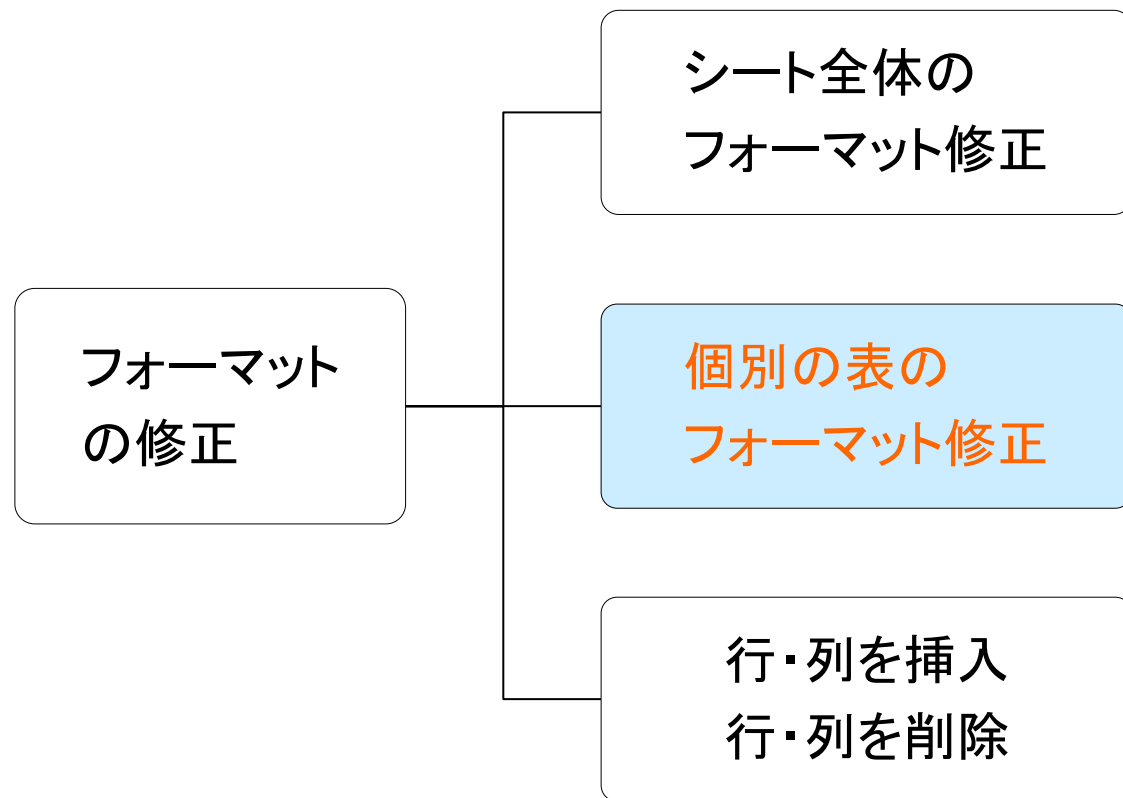 シート全体の
フォーマット修正
フォーマット
の修正
個別の表の
フォーマット修正
行・列を挿入
行・列を削除